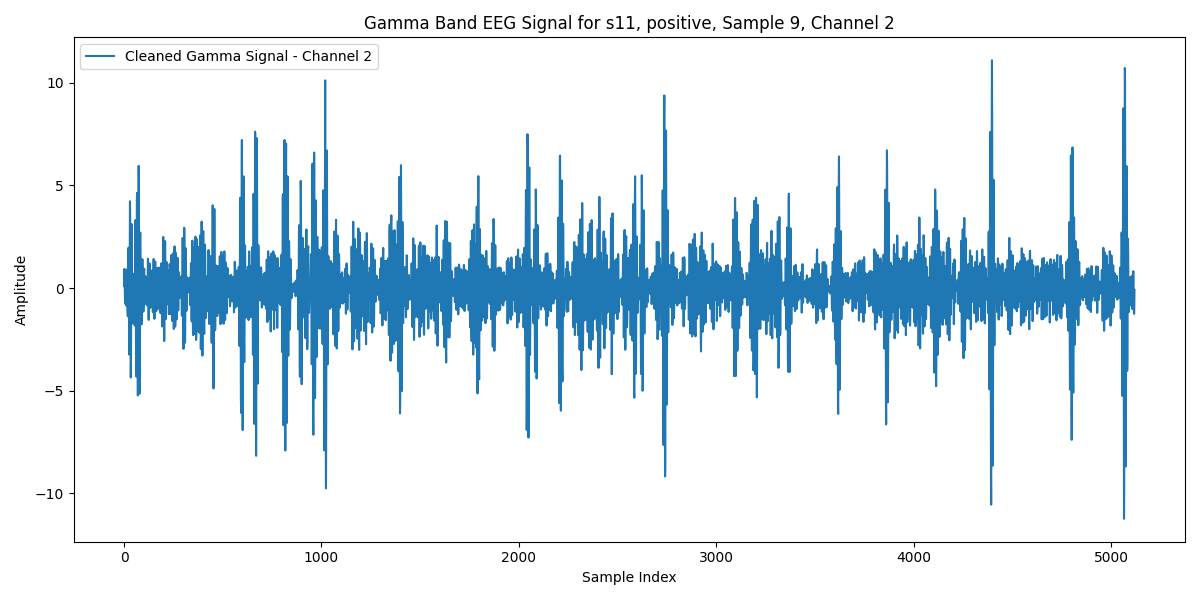 Gamma Band EEG Signal for s11, positive, Sample 9, Channel 2
Cleaned Gamma Signal - Channel 2
10
5
0
−5
−10
Amplitude
0 1000 2000 3000 4000 5000
Sample Index